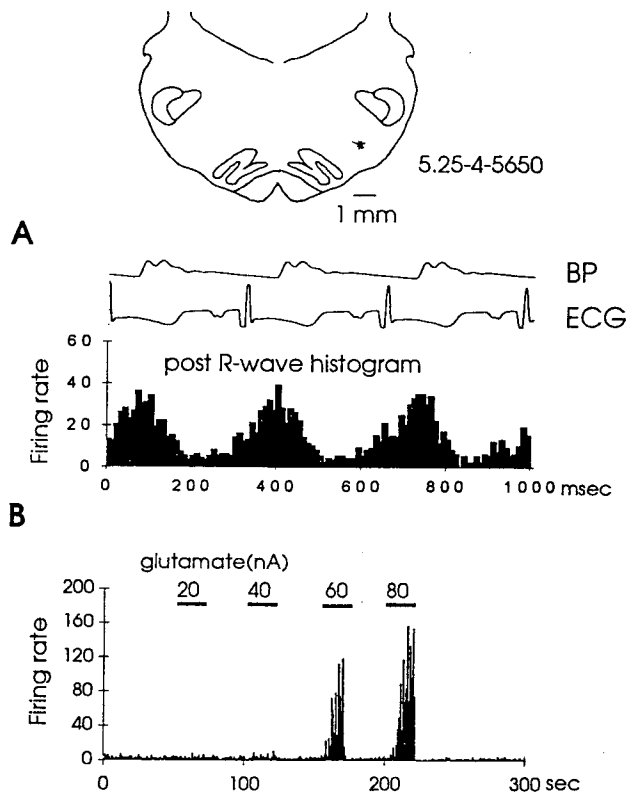 5.25-4-5650
1 mm
A
BP
ECG
60
post R-wave histogram
40
20
0
Firing rate
0 200 400 600 800 1000 msec
B
glutamate(nA)
20 40 60 80
200
160
120
80
40
0
Firing rate
0 100 200 300 sec